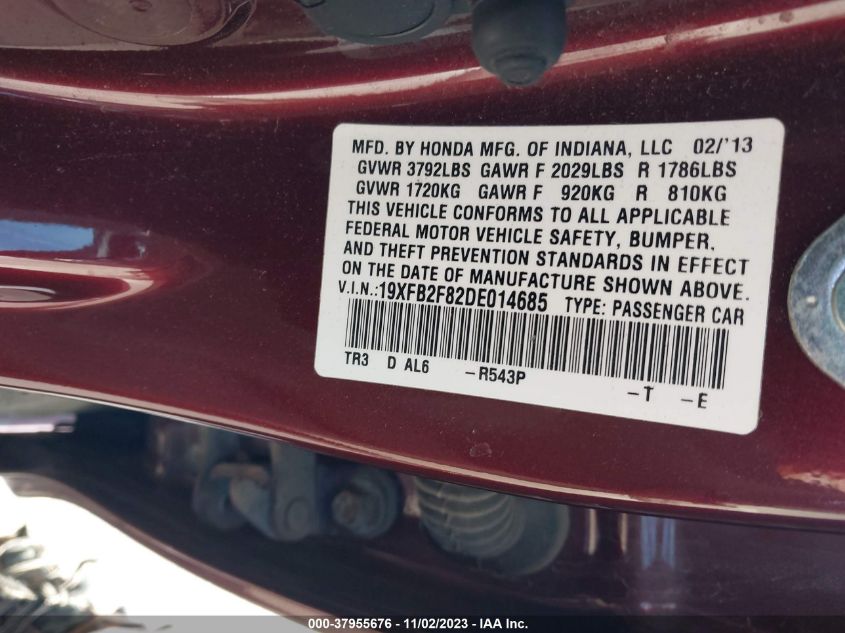 MFD. BY HONDA MFG. OF INDIANA, LLC 02/'13
GVWR 3792LBS GAWR F 2029LBS R 1786LBS
GVWR 1720KG GAWR F 920KG R 810KG
THIS VEHICLE CONFORMS TO ALL APPLICABLE
FEDERAL MOTOR VEHICLE SAFETY, BUMPER,
AND THEFT PREVENTION STANDARDS IN EFFECT
ON THE DATE OF MANUFACTURE SHOWN ABOVE.
V.I.N.:19XFB2F82DE014685 TYPE: PASSENGER CAR
TR3 D AL6 -R543P
-T -E
000-37955676 - 11/02/2023 - IAA Inc.